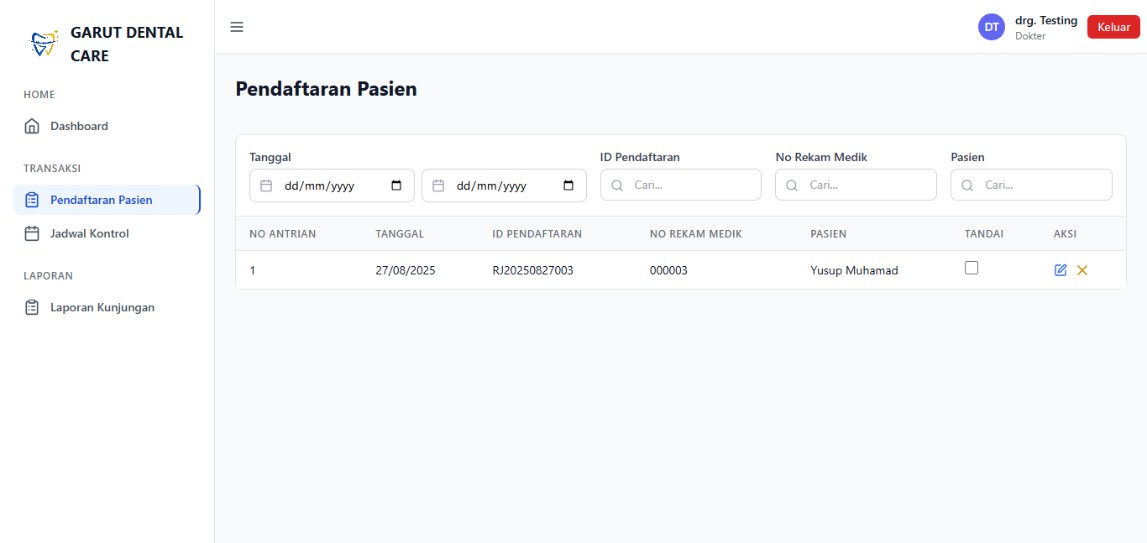 GARUT DENTAL
CARE
HOME
Dashboard
TRANSAKSI
Pendaftaran Pasien
Jadwal Kontrol
LAPORAN
Laporan Kunjungan
DT
drg. Testing
Dokter
Keluar
Pendaftaran Pasien
Tanggal ID Pendaftaran No Rekam Medik Pasien
dd/mm/yyyy dd/mm/yyyy Cari... Cari... Cari...
NO ANTRIAN TANGGAL ID PENDAFTARAN NO REKAM MEDIK PASIEN TANDAI AKSI
1 27/08/2025 RJ20250827003 000003 Yusup Muhamad